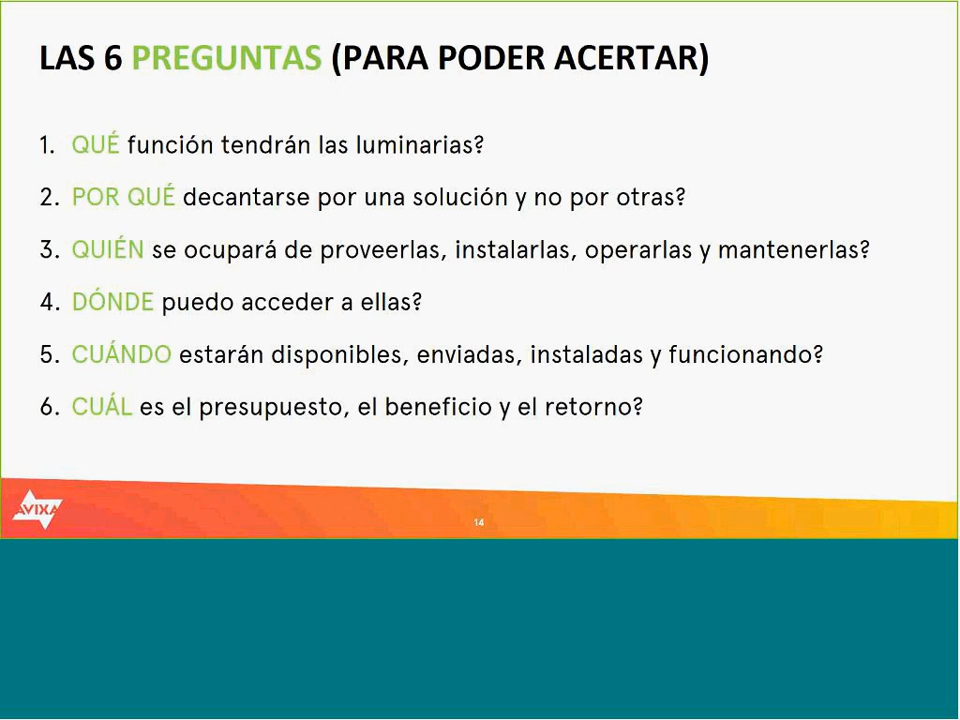 LAS 6 PREGUNTAS (PARA PODER ACERTAR)
1. QUÉ función tendrán las luminarias?
2. POR QUÉ decantarse por una solución y no por otras?
3. QUIÉN se ocupará de proveerlas, instalarlas, operarlas y mantenerlas?
4. DÓNDE puedo acceder a ellas?
5. CUÁNDO estarán disponibles, enviadas, instaladas y funcionando?
6. CUÁL es el presupuesto, el beneficio y el retorno?
AVIXA
14